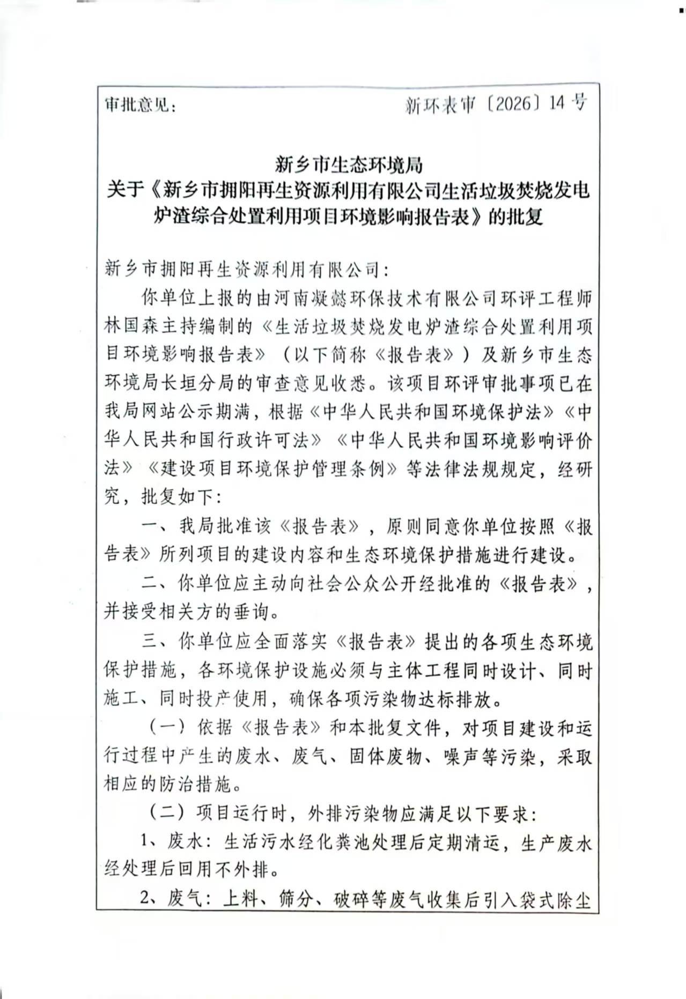 审批意见：
新环表审〔2026〕14 号
新乡市生态环境局
关于《新乡市拥阳再生资源利用有限公司生活垃圾焚烧发电
炉渣综合处置利用项目环境影响报告表》的批复
新乡市拥阳再生资源利用有限公司：
你单位上报的由河南凝懿环保技术有限公司环评工程师
林国森主持编制的《生活垃圾焚烧发电炉渣综合处置利用项
目环境影响报告表》（以下简称《报告表》）及新乡市生态
环境局长垣分局的审查意见收悉。该项目环评审批事项已在
我局网站公示期满，根据《中华人民共和国环境保护法》《中
华人民共和国行政许可法》《中华人民共和国环境影响评价
法》《建设项目环境保护管理条例》等法律法规规定，经研
究，批复如下：
一、我局批准该《报告表》，原则同意你单位按照《报
告表》所列项目的建设内容和生态环境保护措施进行建设。
二、你单位应主动向社会公众公开经批准的《报告表》，
并接受相关方的垂询。
三、你单位应全面落实《报告表》提出的各项生态环境
保护措施，各环境保护设施必须与主体工程同时设计、同时
施工、同时投产使用，确保各项污染物达标排放。
（一）依据《报告表》和本批复文件，对项目建设和运
行过程中产生的废水、废气、固体废物、噪声等污染，采取
相应的防治措施。
（二）项目运行时，外排污染物应满足以下要求：
1、废水：生活污水经化粪池处理后定期清运，生产废水
经处理后回用不外排。
2、废气：上料、筛分、破碎等废气收集后引入袋式除尘